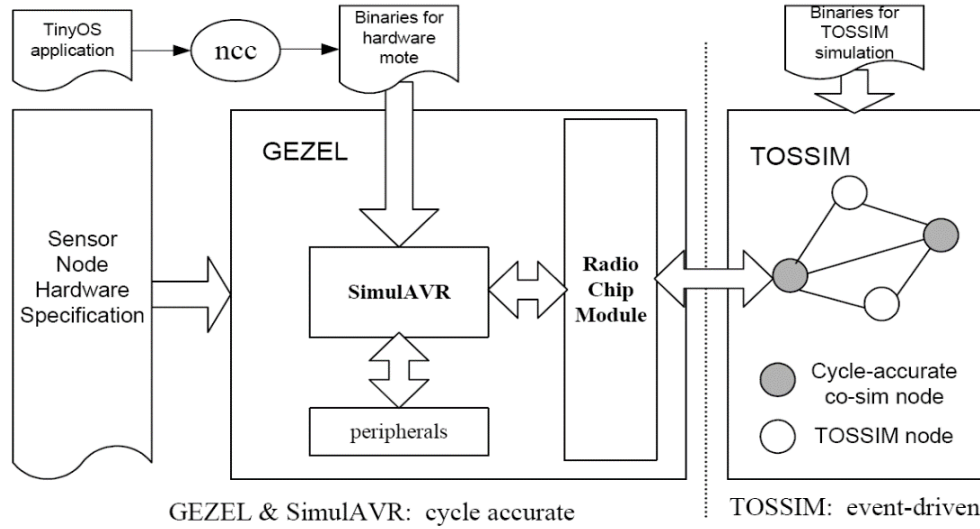 TinyOS
application
ncc
Binaries for
hardware
mote
Binaries for
TOSSIM
simulation
GEZEL
TOSSIM
Sensor
Node
Hardware
Specification
SimulAVR
Radio
Chip
Module
peripherals
Cycle-accurate
co-sim node
TOSSIM node
GEZEL & SimulAVR: cycle accurate
TOSSIM: event-driven